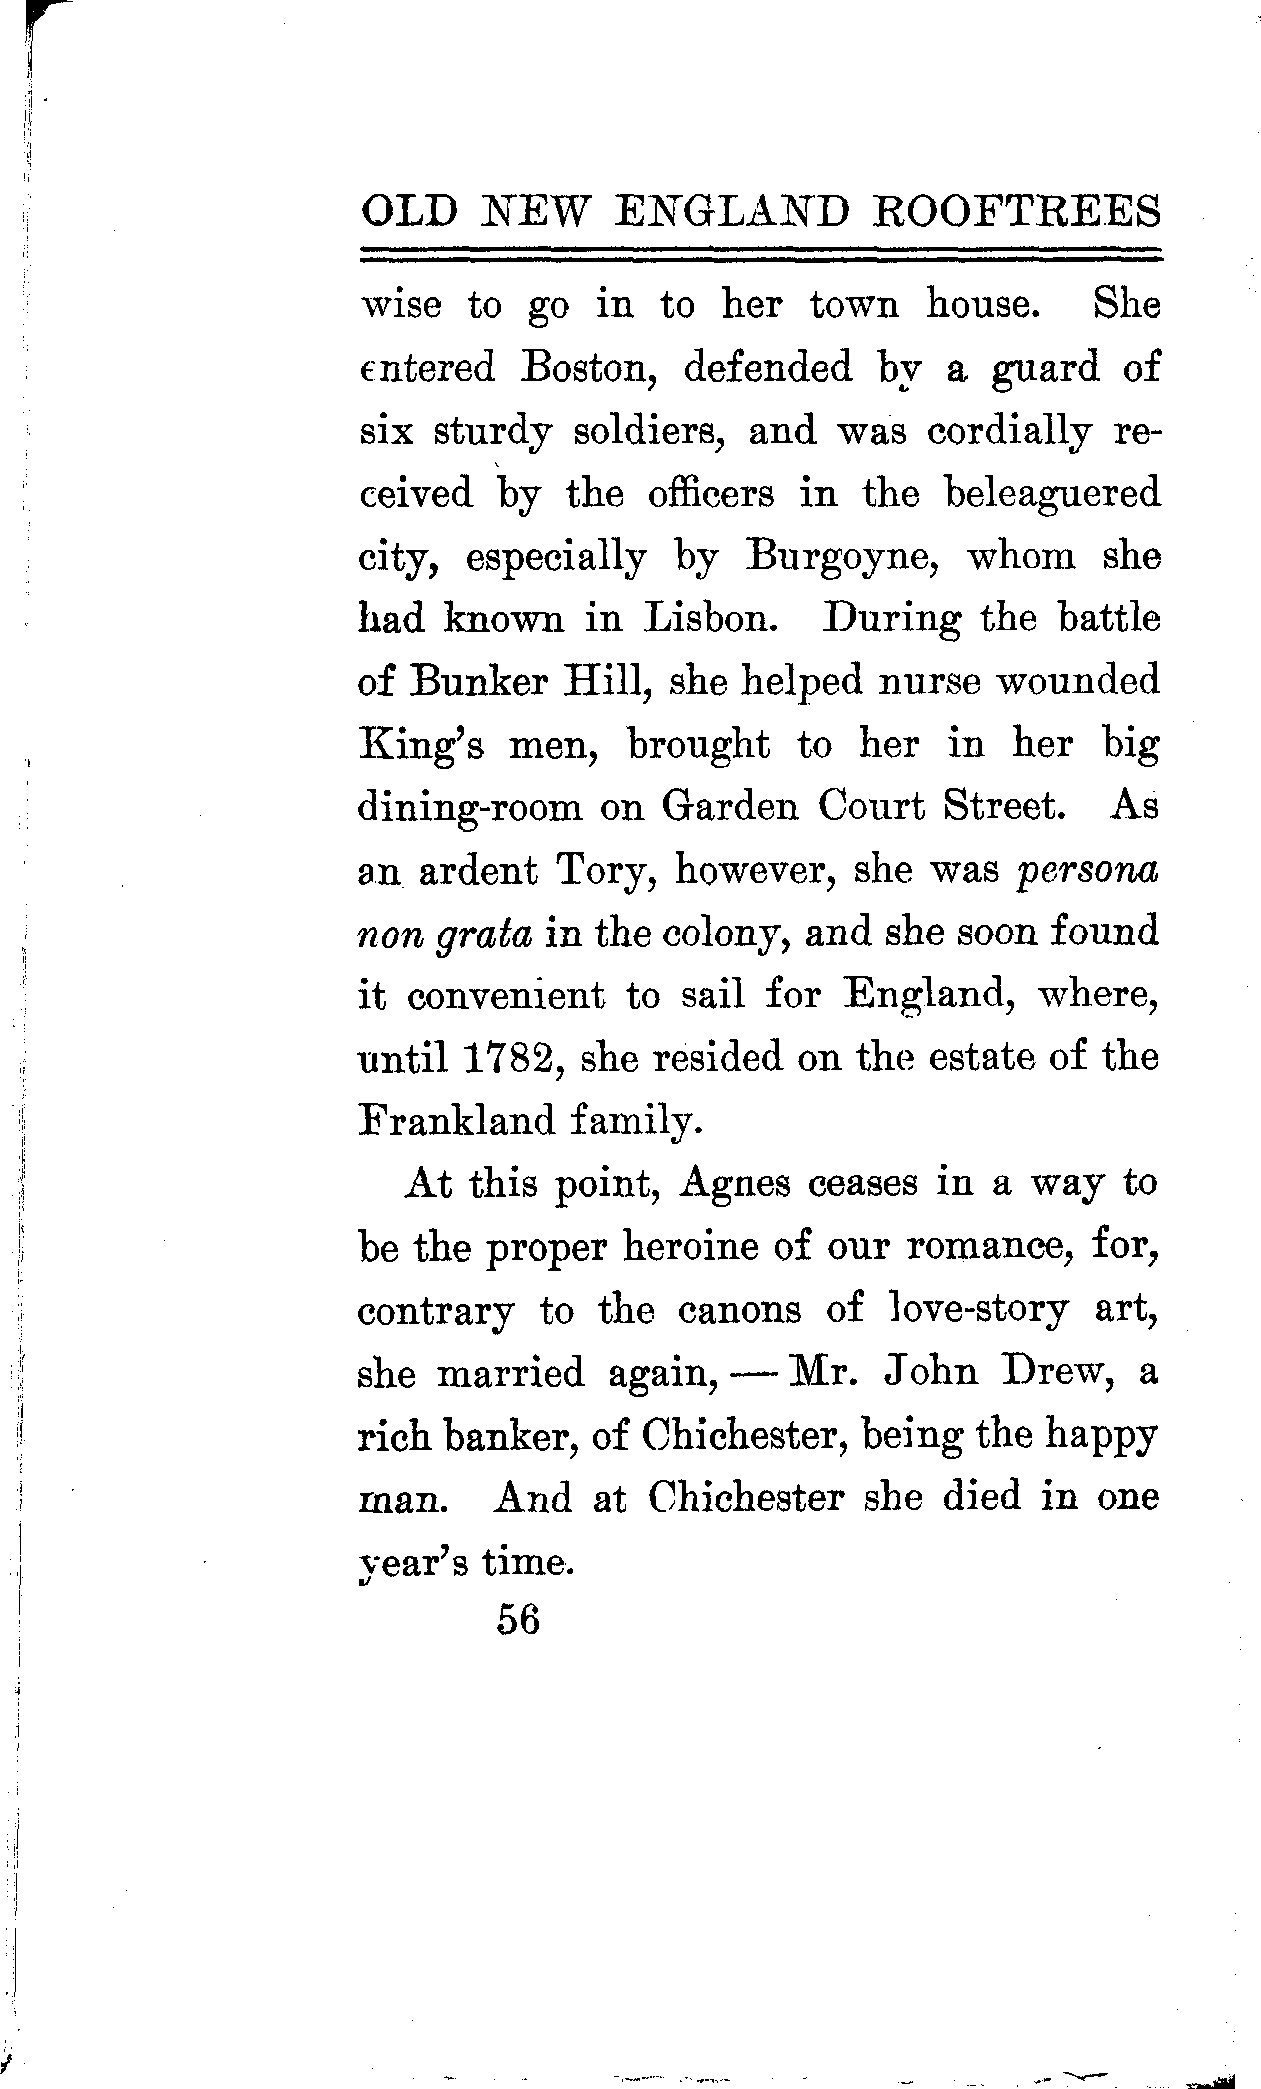 OLD NEW ENGLAND ROOFTREES
wise to go in to her town house. She
entered Boston, defended by a guard of
six sturdy soldiers, and was cordially re-
ceived by the officers in the beleaguered
city, especially by Burgoyne, whom she
had known in Lisbon. During the battle
of Bunker Hill, she helped nurse wounded
King's men, brought to her in her big
dining-room on Garden Court Street. As
an ardent Tory, however, she was persona
non grata in the colony, and she soon found
it convenient to sail for England, where,
until 1782, she resided on the estate of the
Frankland family.
At this point, Agnes ceases in a way to
be the proper heroine of our romance, for,
contrary to the canons of love-story art,
she married again, — Mr. John Drew, a
rich banker, of Chichester, being the happy
man. And at Chichester she died in one
year's time.
56